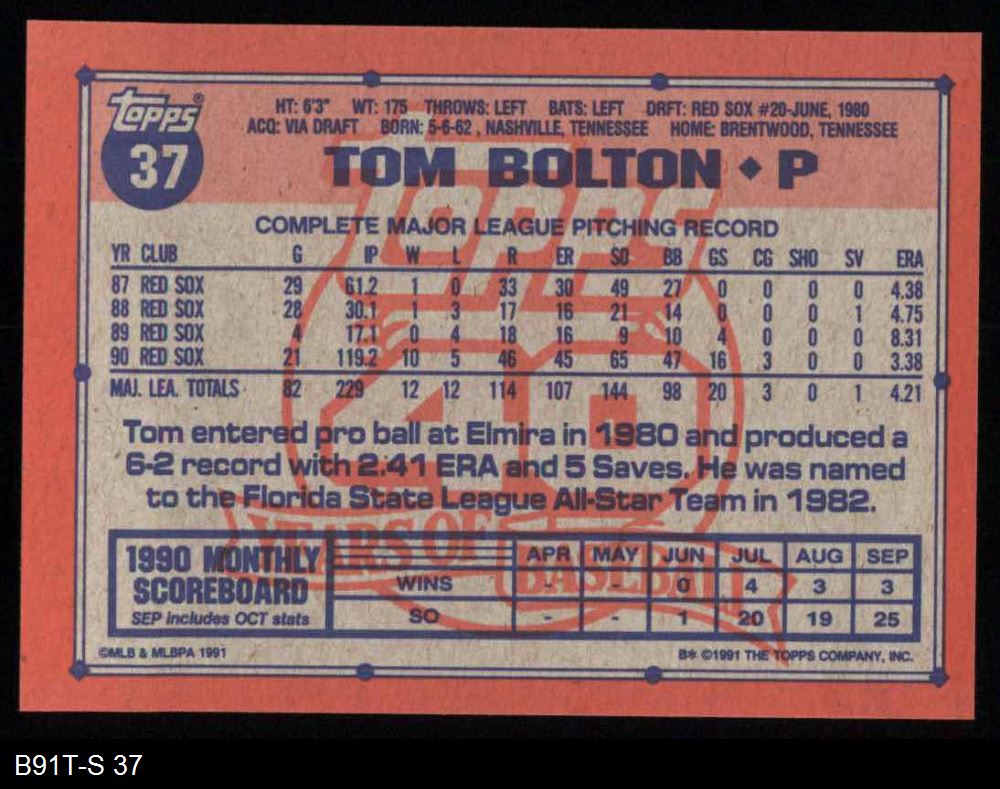 topps®
37
HT: 6'3" WT: 175 THROWS: LEFT BATS: LEFT DRFT: RED SOX #20-JUNE, 1980
ACQ: VIA DRAFT BORN: 5-6-62, NASHVILLE, TENNESSEE HOME: BRENTWOOD, TENNESSEE
TOM BOLTON ♦ P
COMPLETE MAJOR LEAGUE PITCHING RECORD
YR CLUB G IP W L R ER SO BB GS CG SHO SV ERA
87 RED SOX 29 61.2 1 0 33 30 49 27 0 0 0 0 4.38
88 RED SOX 28 30.1 1 3 17 16 21 14 0 0 0 1 4.75
89 RED SOX 4 17.1 0 4 18 16 9 10 4 0 0 0 8.31
90 RED SOX 21 119.2 10 5 46 45 65 47 16 3 0 0 3.38
MAJ. LEA. TOTALS 82 229 12 12 114 107 144 98 20 3 0 1 4.21
Tom entered pro ball at Elmira in 1980 and produced a
6-2 record with 2.41 ERA and 5 Saves. He was named
to the Florida State League All-Star Team in 1982.
TOPPS
40
YEARS OF
BASEBALL
1990 MONTHLY
SCOREBOARD
SEP includes OCT stats
APR MAY JUN JUL AUG SEP
WINS - - 0 4 3 3
SO - - 1 20 19 25
©MLB & MLBPA 1991
B* ©1991 THE TOPPS COMPANY, INC.
B91T-S 37